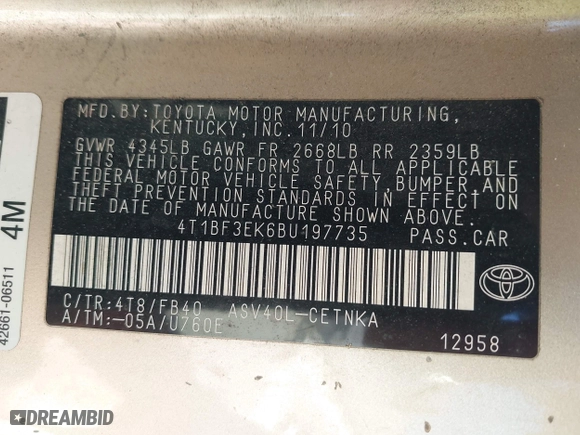 MFD.BY:TOYOTA MOTOR MANUFACTURING,
KENTUCKY, INC. 11/10
GVWR 4345LB GAWR FR 2668LB RR 2359LB
THIS VEHICLE CONFORMS TO ALL APPLICABLE
FEDERAL MOTOR VEHICLE SAFETY, BUMPER, AND
THEFT PREVENTION STANDARDS IN EFFECT ON
THE DATE OF MANUFACTURE SHOWN ABOVE.
4T1BF3EK6BU197735 PASS.CAR
C/TR:4T8/FB40 ASV40L-CETNKA
A/TM:-05A/U760E
12958
4M
42661-06511
DREAMBID